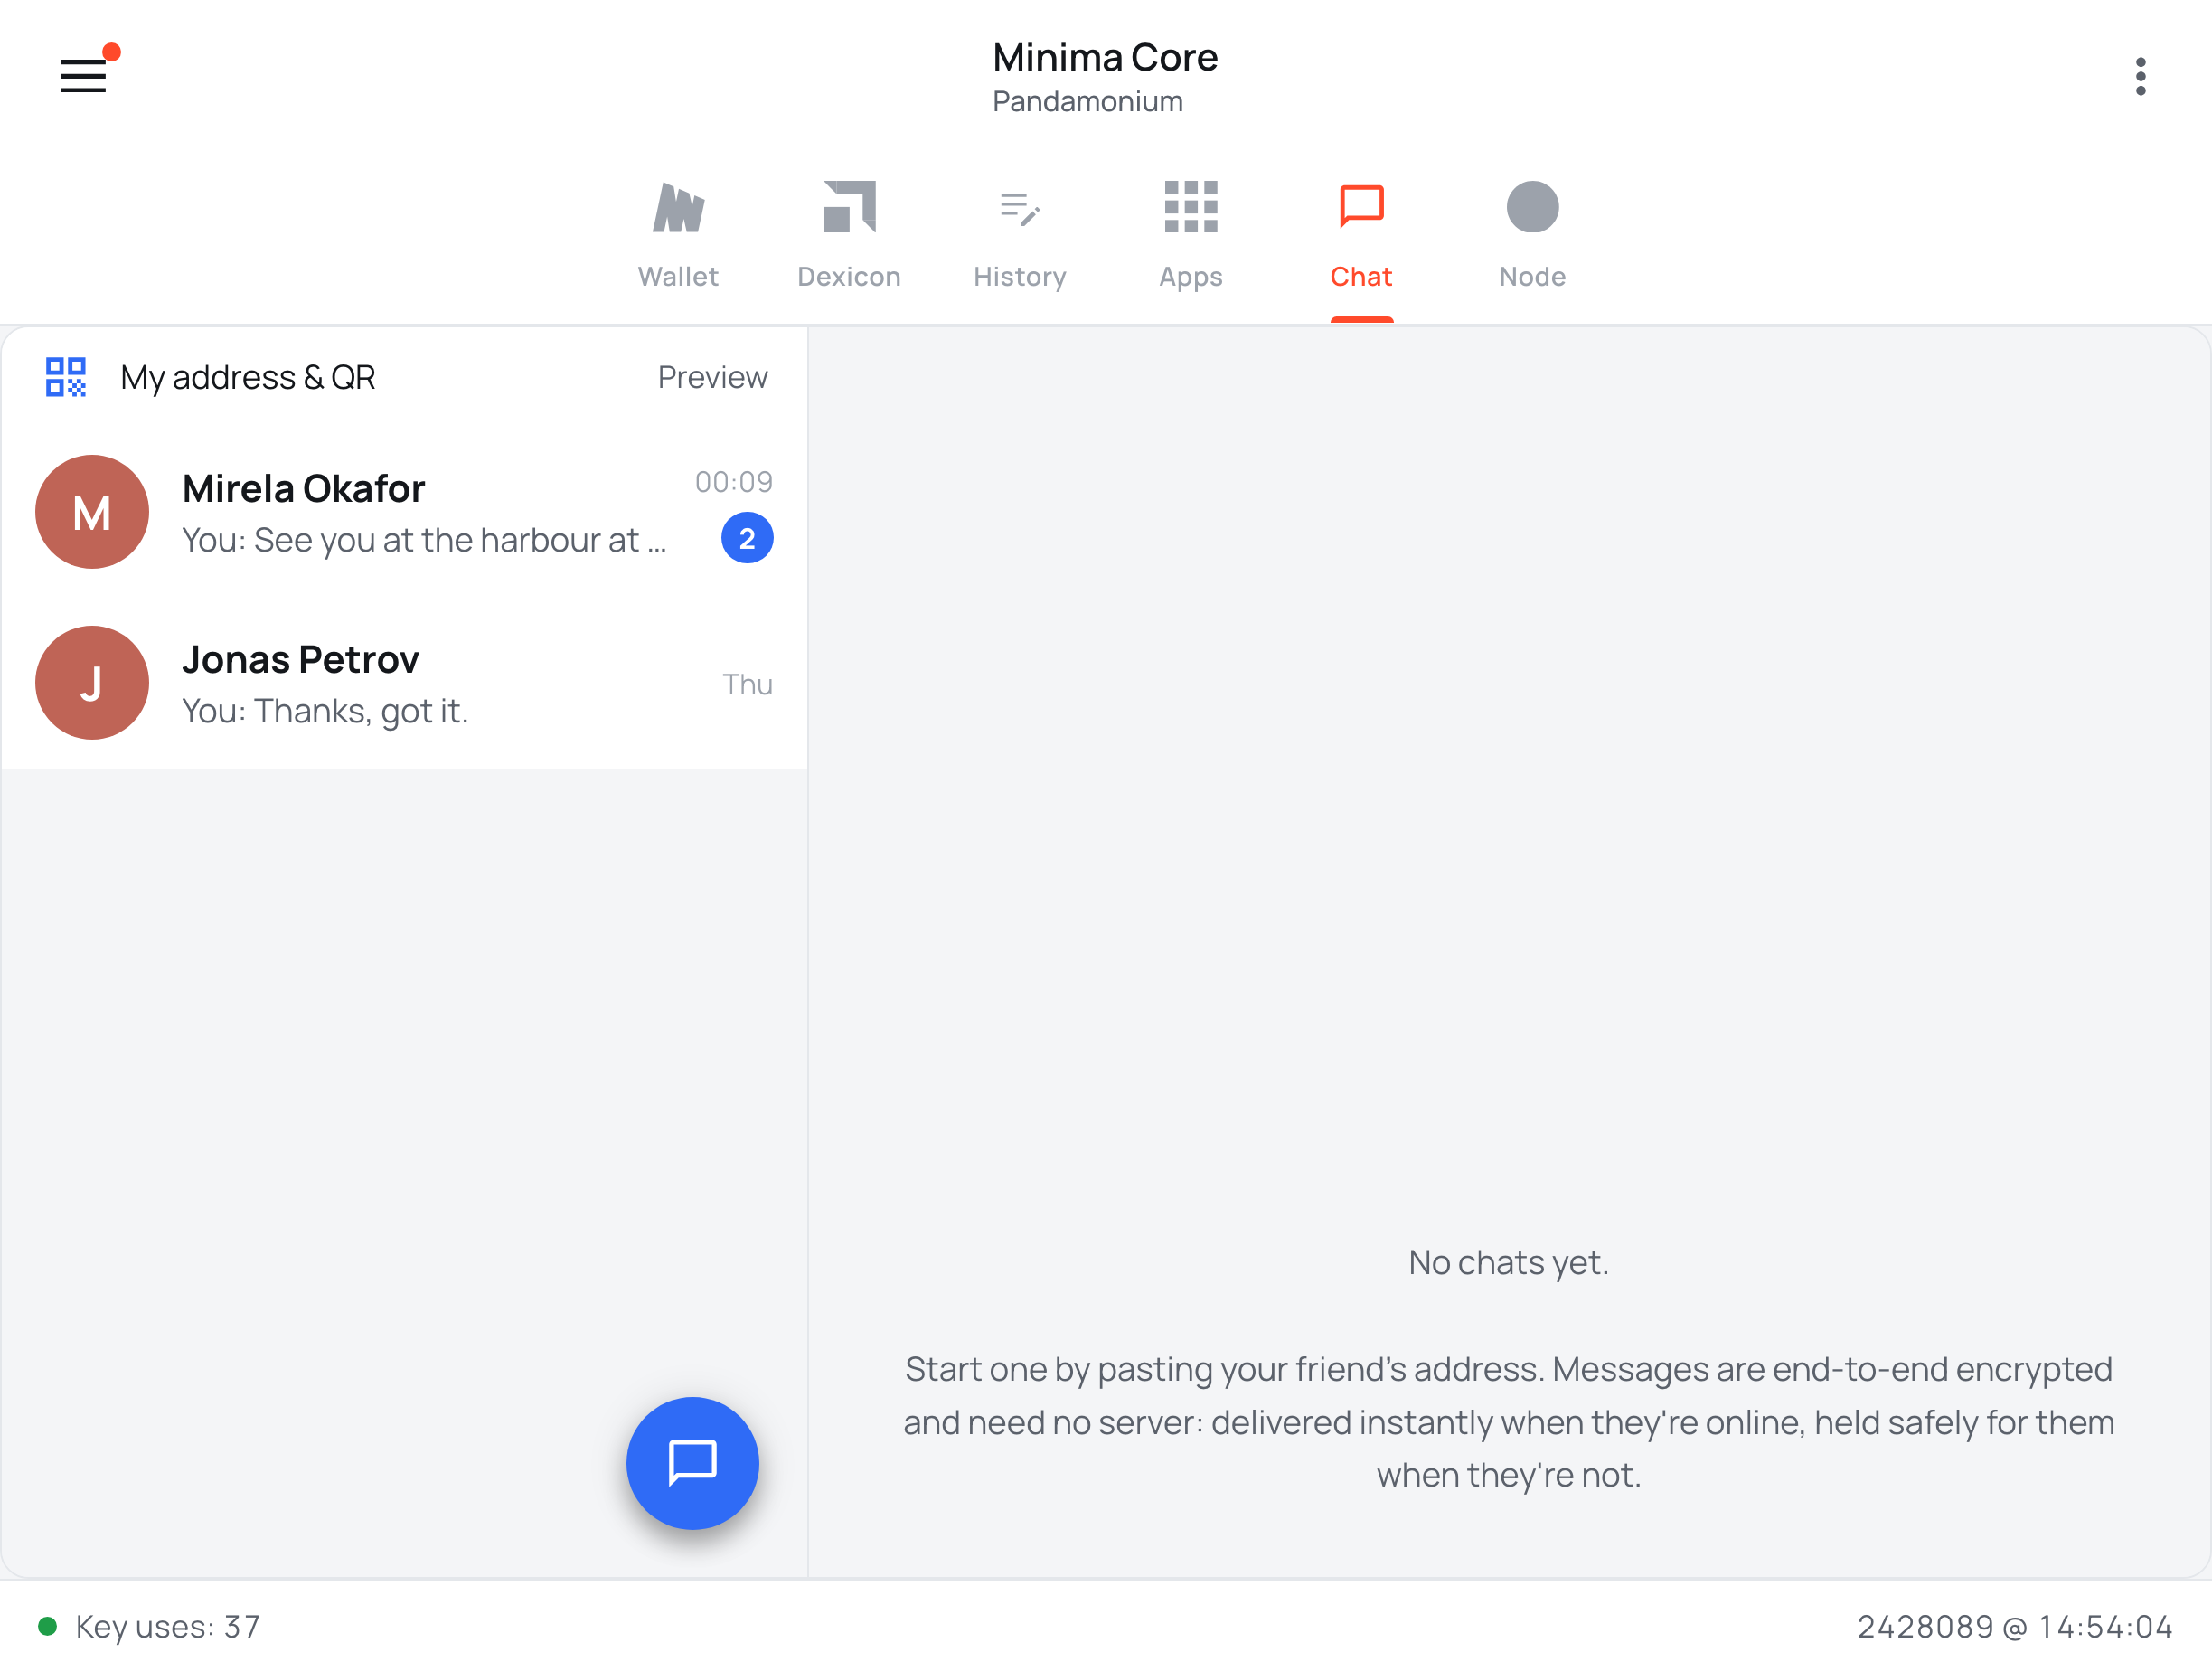 Minima Core
Pandamonium
Wallet
Dexicon
History
Apps
Chat
Node
My address & QR
Preview
M
Mirela Okafor
00:09
You: See you at the harbour at ...
2
J
Jonas Petrov
Thu
You: Thanks, got it.
No chats yet.
Start one by pasting your friend’s address. Messages are end-to-end encrypted
and need no server: delivered instantly when they're online, held safely for them
when they're not.
Key uses: 37
2428089 @ 14:54:04